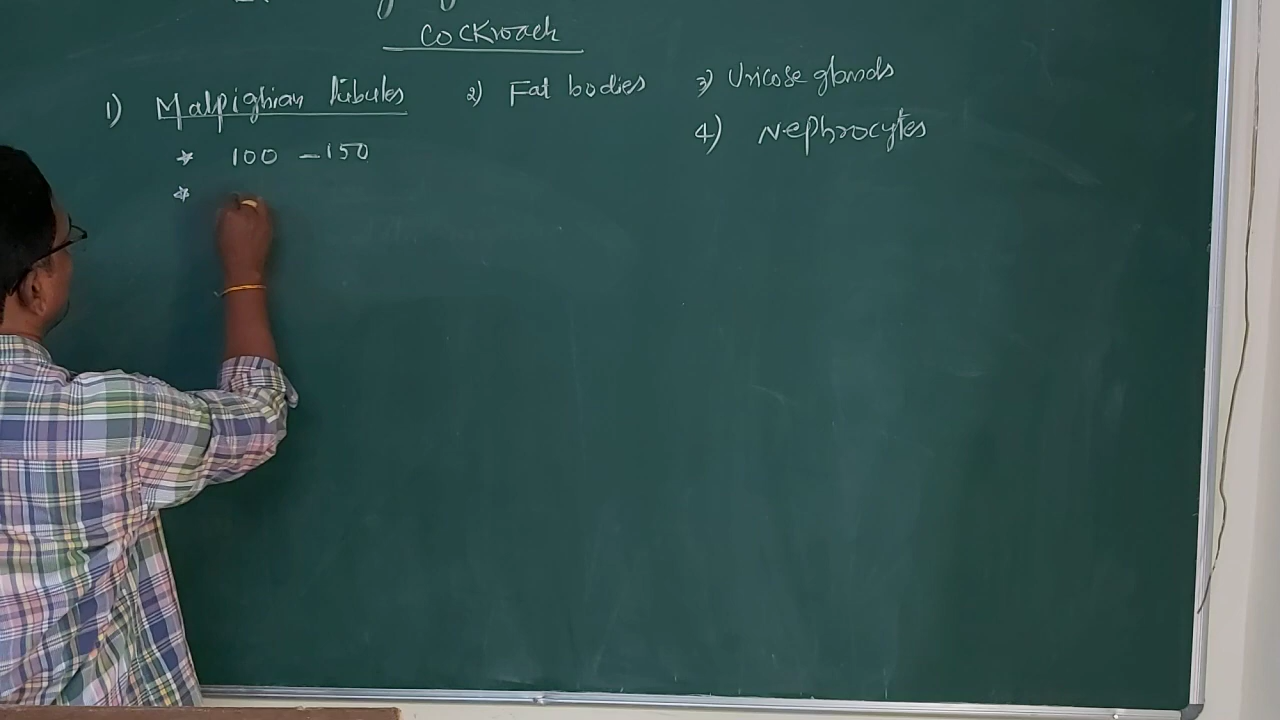 Cockroach
1) Malpighian tubules 2) Fat bodies 3) Uricose glands
4) Nephrocytes
* 100 - 150
*